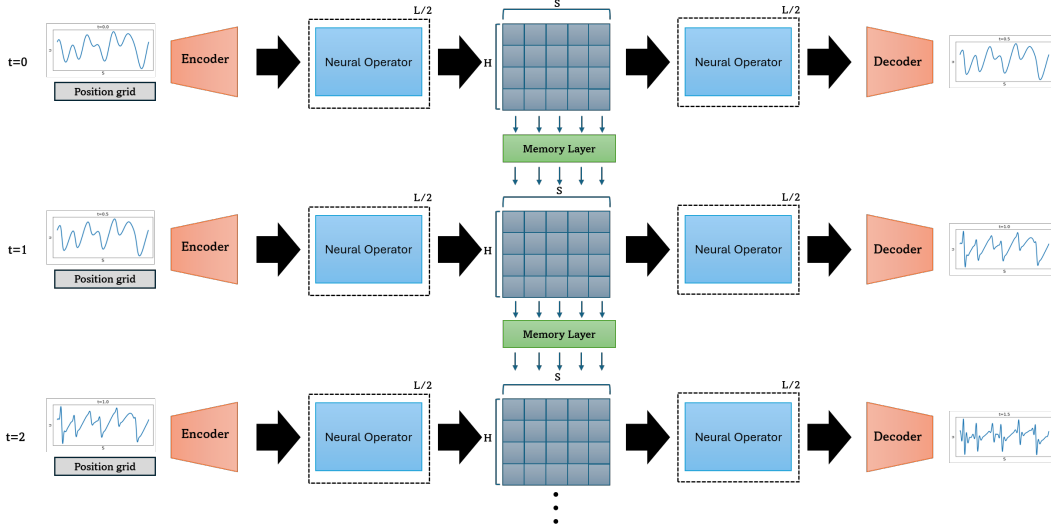 t=0
t=0.0
S
Position grid
Encoder
L/2
Neural Operator
S
H
L/2
Neural Operator
Decoder
t=0.5
S
Memory Layer
t=1
t=0.5
S
Position grid
Encoder
L/2
Neural Operator
S
H
L/2
Neural Operator
Decoder
t=1.0
S
Memory Layer
t=2
t=1.0
S
Position grid
Encoder
L/2
Neural Operator
S
H
L/2
Neural Operator
Decoder
t=1.5
S